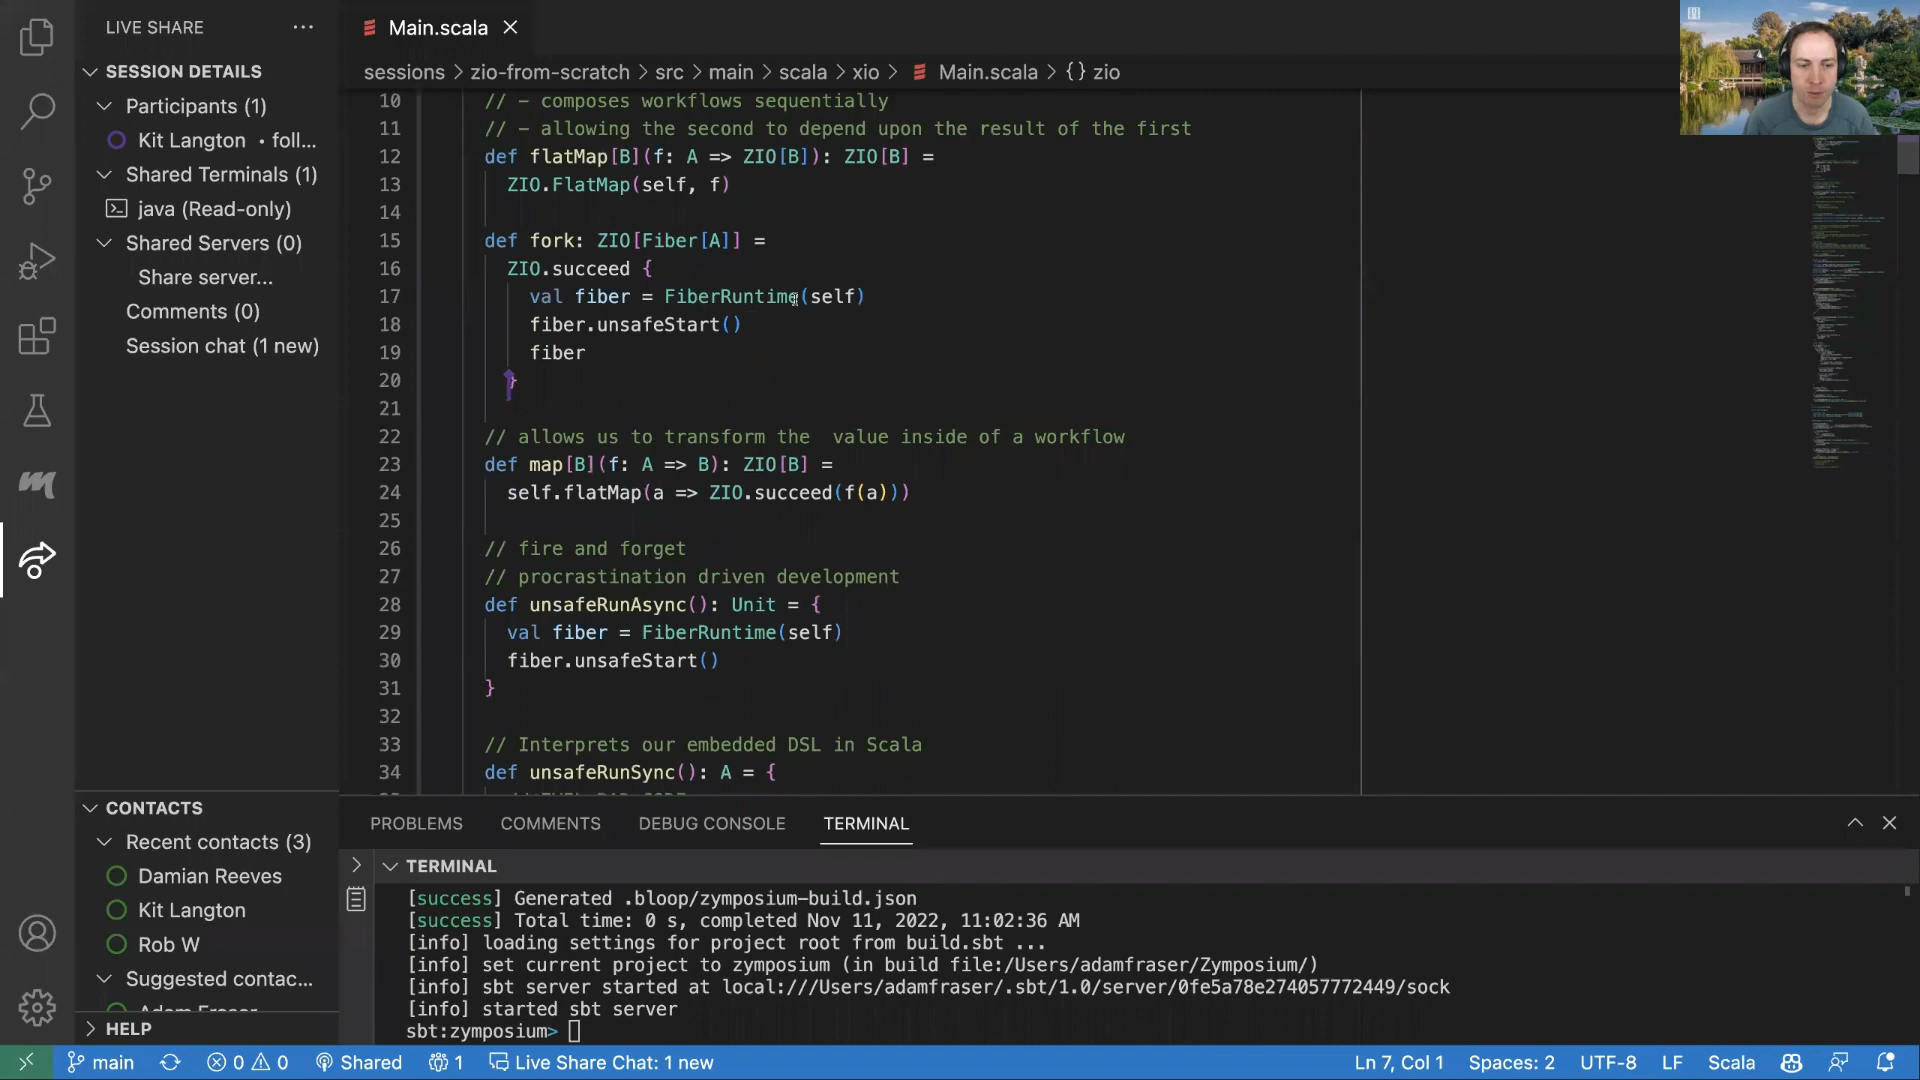 LIVE SHARE
SESSION DETAILS
Participants (1)
Kit Langton • foll...
Shared Terminals (1)
java (Read-only)
Shared Servers (0)
Share server...
Comments (0)
Session chat (1 new)
CONTACTS
Recent contacts (3)
Damian Reeves
Kit Langton
Rob W
Suggested contac...
Adam Fraser
HELP
Main.scala
sessions > zio-from-scratch > src > main > scala > xio > Main.scala > {} zio
10 // – composes workflows sequentially
11 // – allowing the second to depend upon the result of the first
12 def flatMap[B](f: A => ZIO[B]): ZIO[B] =
13 ZIO.FlatMap(self, f)
14
15 def fork: ZIO[Fiber[A]] =
16 ZIO.succeed {
17 val fiber = FiberRuntime(self)
18 fiber.unsafeStart()
19 fiber
20 }
21
22 // allows us to transform the  value inside of a workflow
23 def map[B](f: A => B): ZIO[B] =
24 self.flatMap(a => ZIO.succeed(f(a)))
25
26 // fire and forget
27 // procrastination driven development
28 def unsafeRunAsync(): Unit = {
29 val fiber = FiberRuntime(self)
30 fiber.unsafeStart()
31 }
32
33 // Interprets our embedded DSL in Scala
34 def unsafeRunSync(): A = {
PROBLEMS COMMENTS DEBUG CONSOLE TERMINAL
TERMINAL
[success] Generated .bloop/zymposium-build.json
[success] Total time: 0 s, completed Nov 11, 2022, 11:02:36 AM
[info] loading settings for project root from build.sbt ...
[info] set current project to zymposium (in build file:/Users/adamfraser/Zymposium/)
[info] sbt server started at local:///Users/adamfraser/.sbt/1.0/server/0fe5a78e274057772449/sock
[info] started sbt server
sbt:zymposium>
main 0 0 Shared 1 Live Share Chat: 1 new Ln 7, Col 1 Spaces: 2 UTF-8 LF Scala